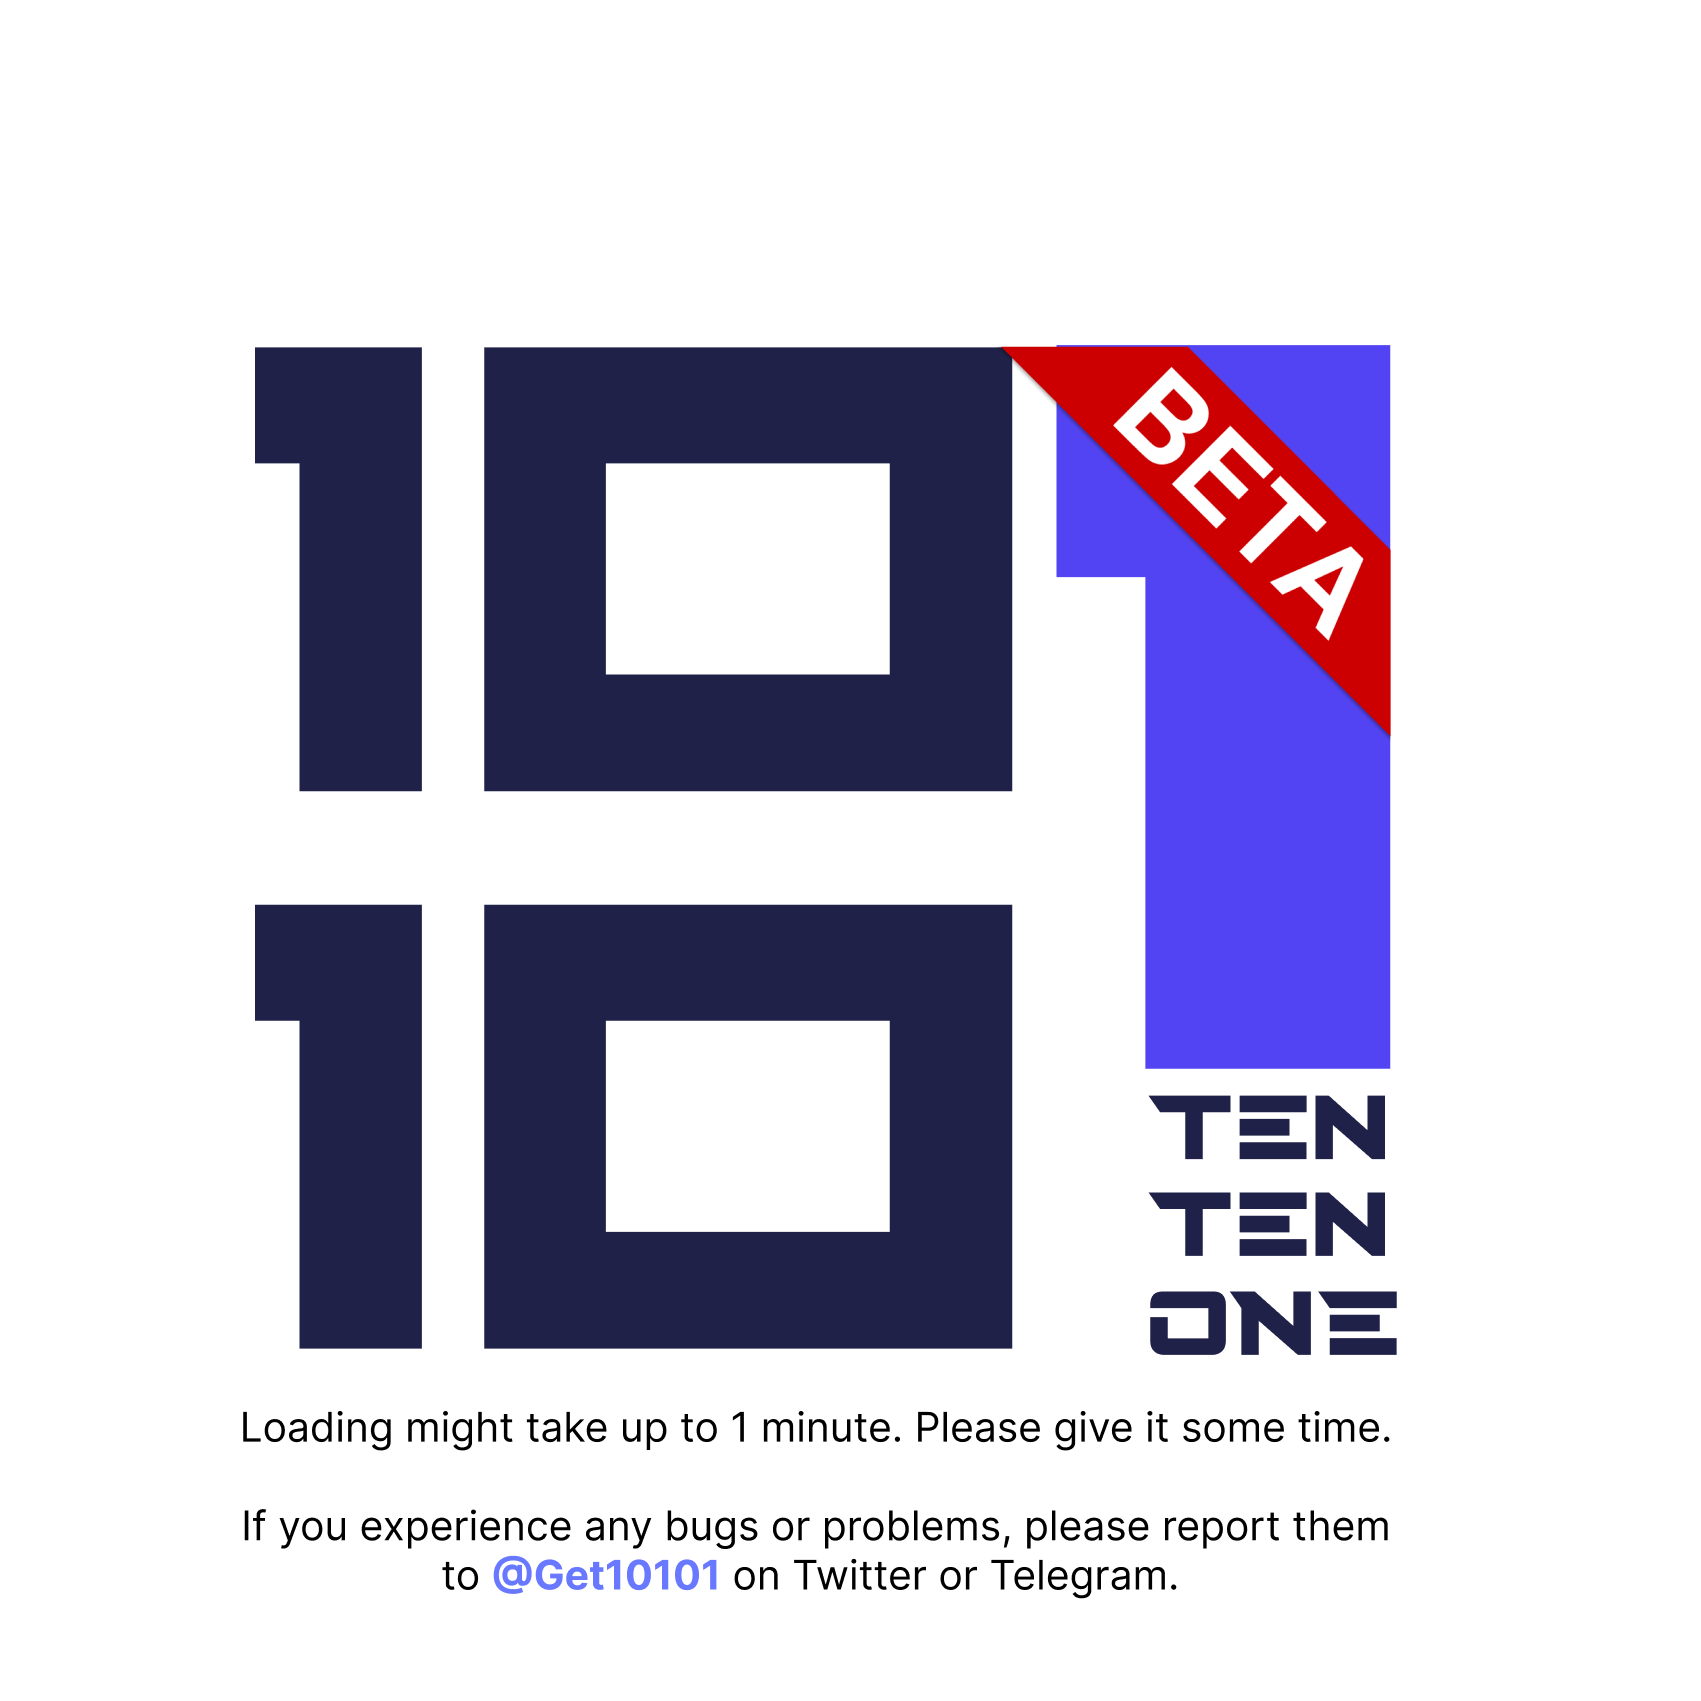 10 1
BETA
10
TEN
TEN
ONE
Loading might take up to 1 minute. Please give it some time.
If you experience any bugs or problems, please report them
to @Get10101 on Twitter or Telegram.